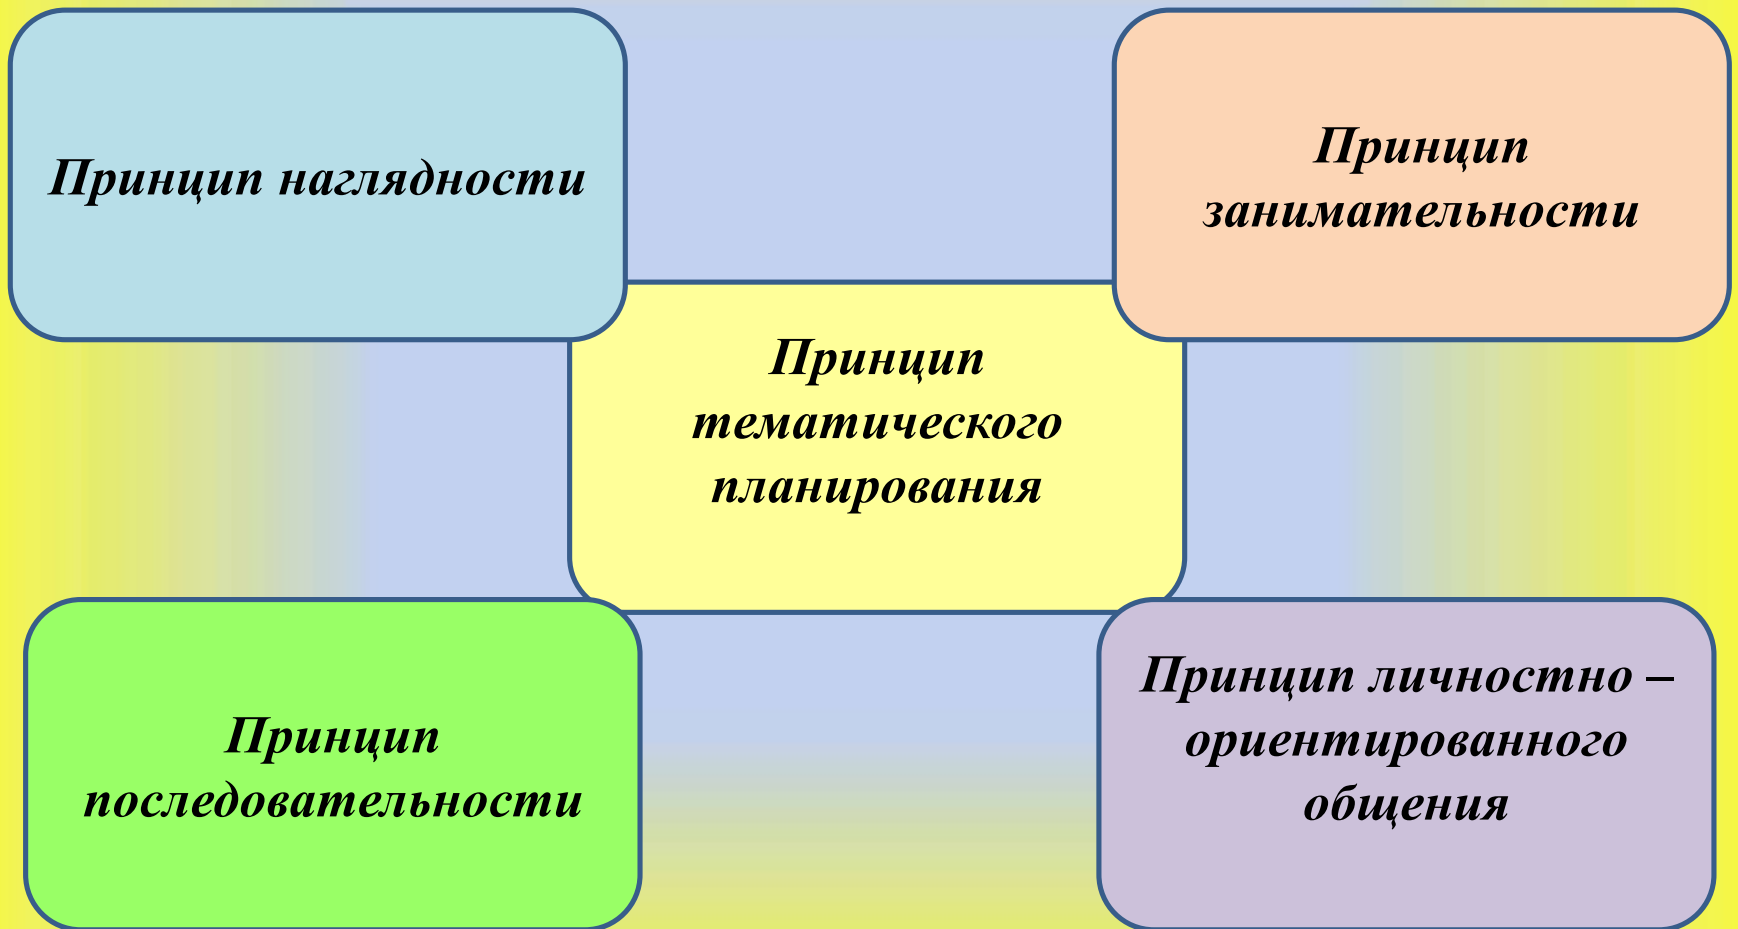 Принцип наглядности
Принцип
занимательности
Принцип
тематического
планирования
Принцип
последовательности
Принцип личностно –
ориентированного
общения